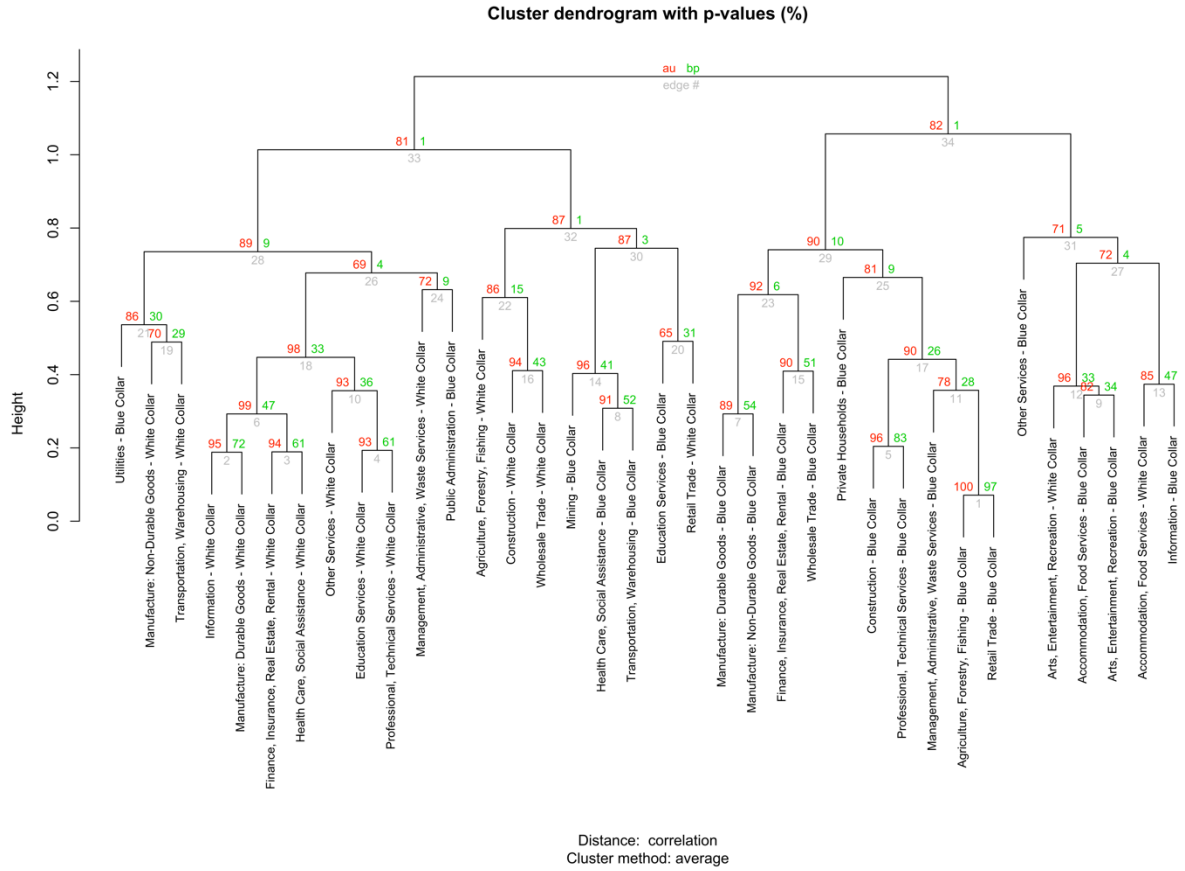 Cluster dendrogram with p-values (%)
Height
0.0
0.2
0.4
0.6
0.8
1.0
1.2
au bp
edge #
81 1
33
82 1
34
89 9
28
87 1
32
90 10
29
71 5
31
69 4
26
87 3
30
81 9
25
72 4
27
86 30
21
70 29
19
72 9
24
86 15
22
92 6
23
98 33
18
65 31
20
94 43
16
96 41
14
90 51
15
90 26
17
96 33
12
82 34
9
85 47
13
93 36
10
99 47
6
91 52
8
89 54
7
78 28
11
95 72
2
94 61
3
93 61
4
96 83
5
100 97
1
Utilities - Blue Collar
Manufacture: Non-Durable Goods - White Collar
Transportation, Warehousing - White Collar
Information - White Collar
Manufacture: Durable Goods - White Collar
Finance, Insurance, Real Estate, Rental - White Collar
Health Care, Social Assistance - White Collar
Other Services - White Collar
Education Services - White Collar
Professional, Technical Services - White Collar
Management, Administrative, Waste Services - White Collar
Public Administration - Blue Collar
Agriculture, Forestry, Fishing - White Collar
Construction - White Collar
Wholesale Trade - White Collar
Mining - Blue Collar
Health Care, Social Assistance - Blue Collar
Transportation, Warehousing - Blue Collar
Education Services - Blue Collar
Retail Trade - White Collar
Manufacture: Durable Goods - Blue Collar
Manufacture: Non-Durable Goods - Blue Collar
Finance, Insurance, Real Estate, Rental - Blue Collar
Wholesale Trade - Blue Collar
Private Households - Blue Collar
Construction - Blue Collar
Professional, Technical Services - Blue Collar
Management, Administrative, Waste Services - Blue Collar
Agriculture, Forestry, Fishing - Blue Collar
Retail Trade - Blue Collar
Other Services - Blue Collar
Arts, Entertainment, Recreation - White Collar
Accommodation, Food Services - Blue Collar
Arts, Entertainment, Recreation - Blue Collar
Accommodation, Food Services - White Collar
Information - Blue Collar
Distance: correlation
Cluster method: average